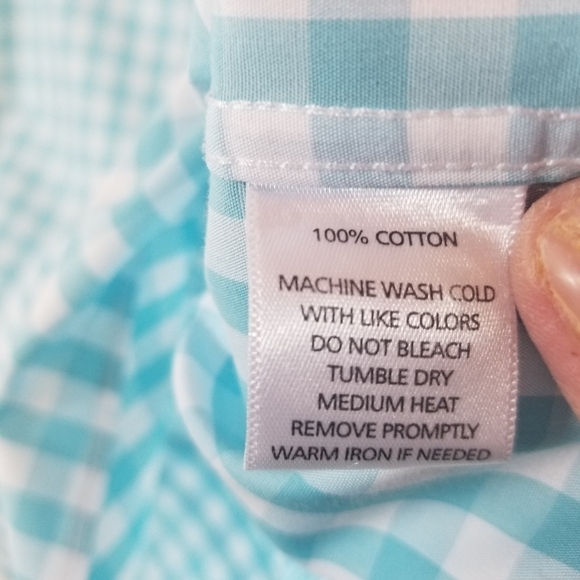 100% COTTON
MACHINE WASH COLD
WITH LIKE COLORS
DO NOT BLEACH
TUMBLE DRY
MEDIUM HEAT
REMOVE PROMPTLY
WARM IRON IF NEEDED